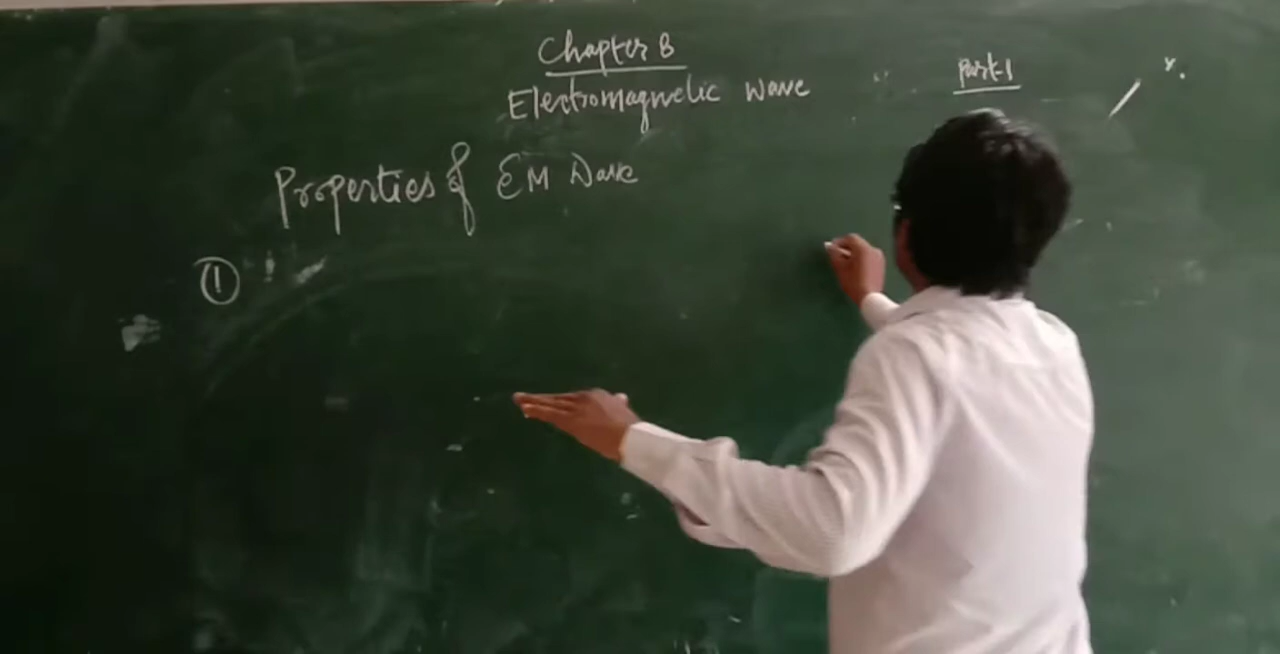 Chapter 8
Part-1
Electromagnetic wave
Properties of EM Wave
①